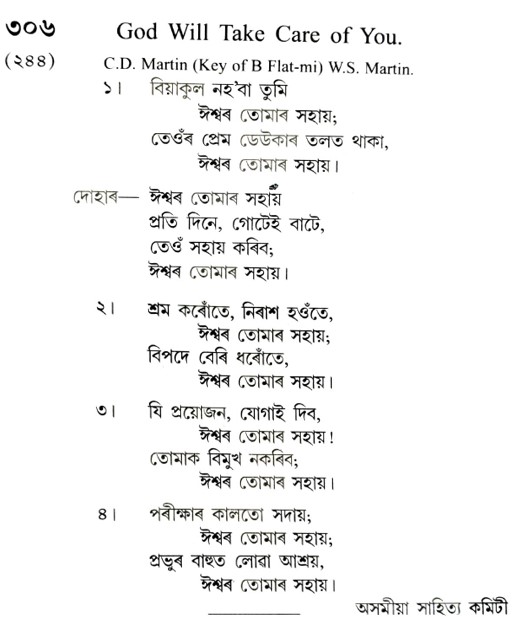 ৩০৬ God Will Take Care of You.
(২৪৪) C.D. Martin (Key of B Flat-mi) W.S. Martin.
১। বিয়াকুল নহ'বা তুমি
ঈশ্বৰ তোমাৰ সহায়;
তেওঁৰ প্ৰেম ডেউকাৰ তলত থাকা,
ঈশ্বৰ তোমাৰ সহায়।
দোহাৰ— ঈশ্বৰ তোমাৰ সহায়
প্ৰতি দিনে, গোটেই বাটে,
তেওঁ সহায় কৰিব;
ঈশ্বৰ তোমাৰ সহায়।
২। শ্ৰম কৰোঁতে, নিৰাশ হওঁতে,
ঈশ্বৰ তোমাৰ সহায়;
বিপদে বেৰি ধৰোঁতে,
ঈশ্বৰ তোমাৰ সহায়।
৩। যি প্ৰয়োজন, যোগাই দিব,
ঈশ্বৰ তোমাৰ সহায়!
তোমাক বিমুখ নকৰিব;
ঈশ্বৰ তোমাৰ সহায়।
৪। পৰীক্ষাৰ কালতো সদায়;
ঈশ্বৰ তোমাৰ সহায়;
প্ৰভুৰ বাহুত লোৱা আশ্ৰয়,
ঈশ্বৰ তোমাৰ সহায়।
অসমীয়া সাহিত্য কমিটী